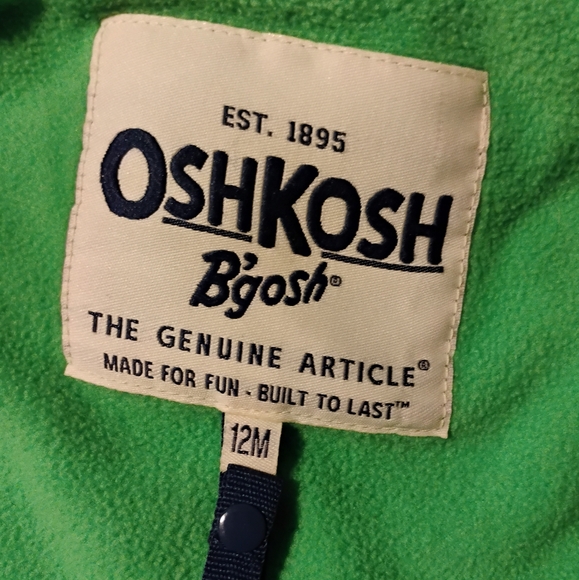 EST. 1895
OSHKOSH
B'gosh®
THE GENUINE ARTICLE®
MADE FOR FUN - BUILT TO LAST™
12M